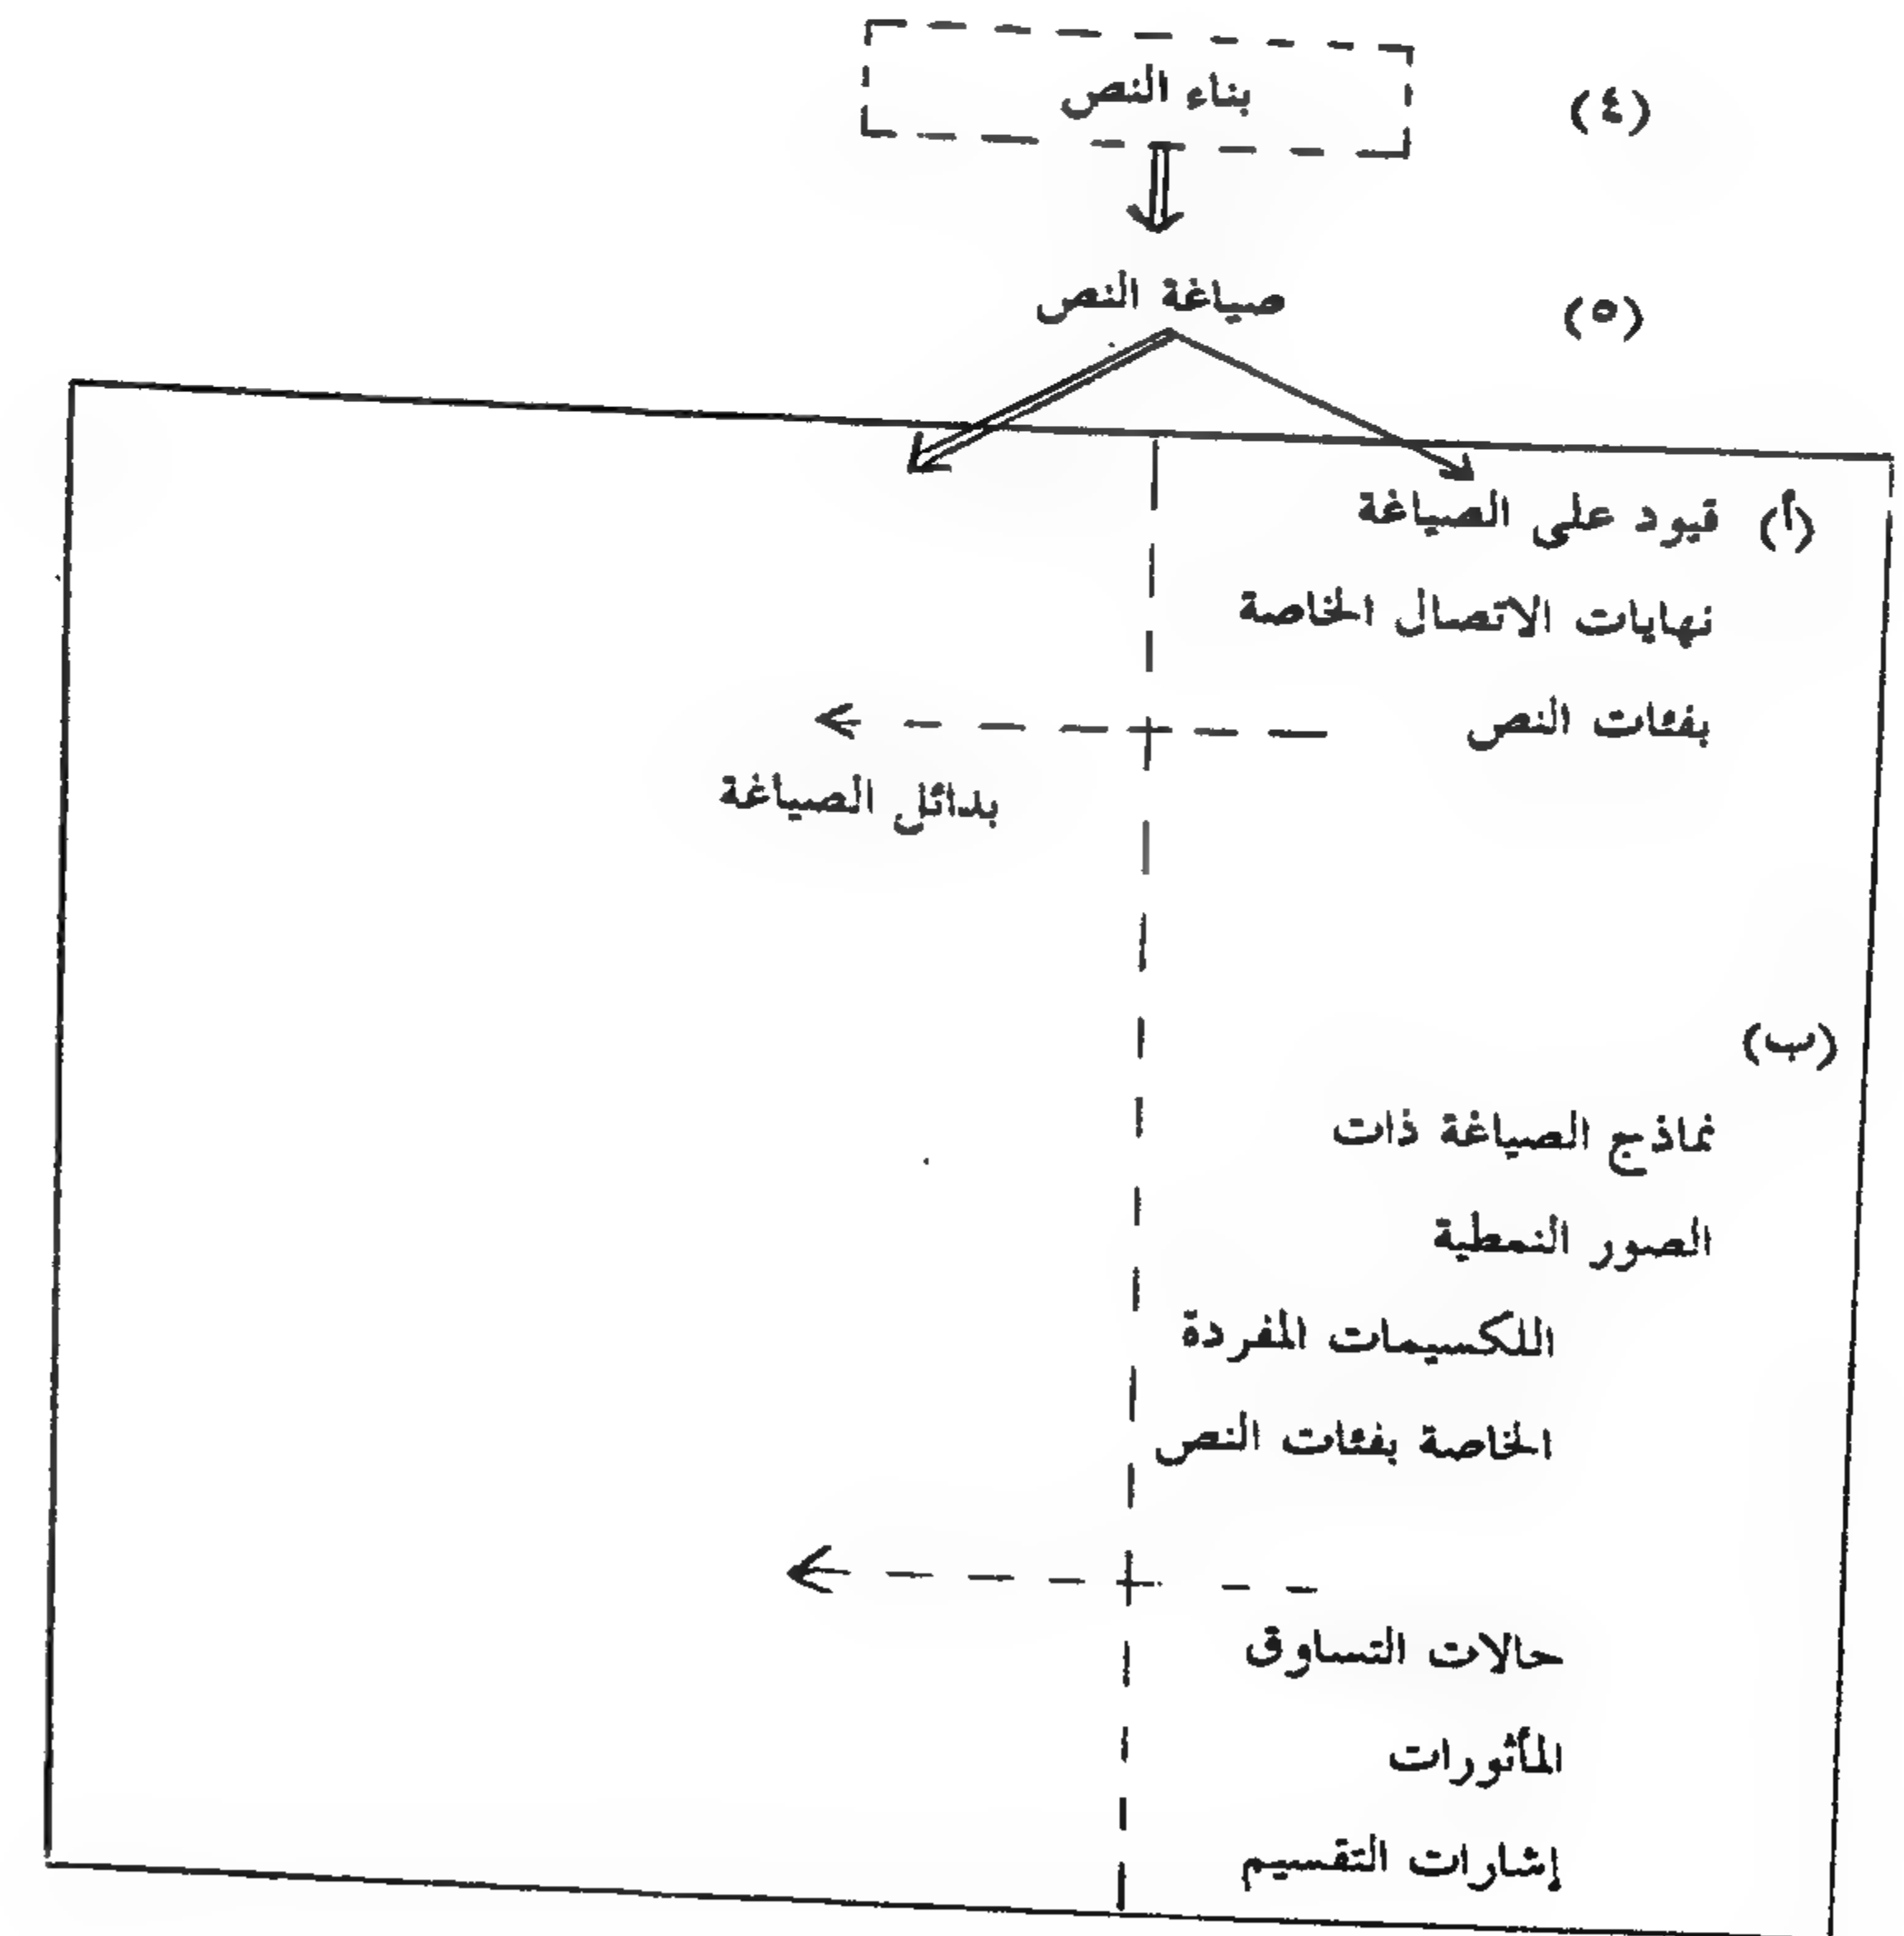 (٤) بناء النص
(٥) صياغة النص
(أ) قيود على الصياغة
نهايات الاتصال الخاصة
بفئات النص
بدائل الصياغة
(ب)
نماذج الصياغة ذات
الصور النمطية
اللكسيمات المفردة
الخاصة بفئات النص
حالات التساوق
المأثورات
إشارات التقسيم